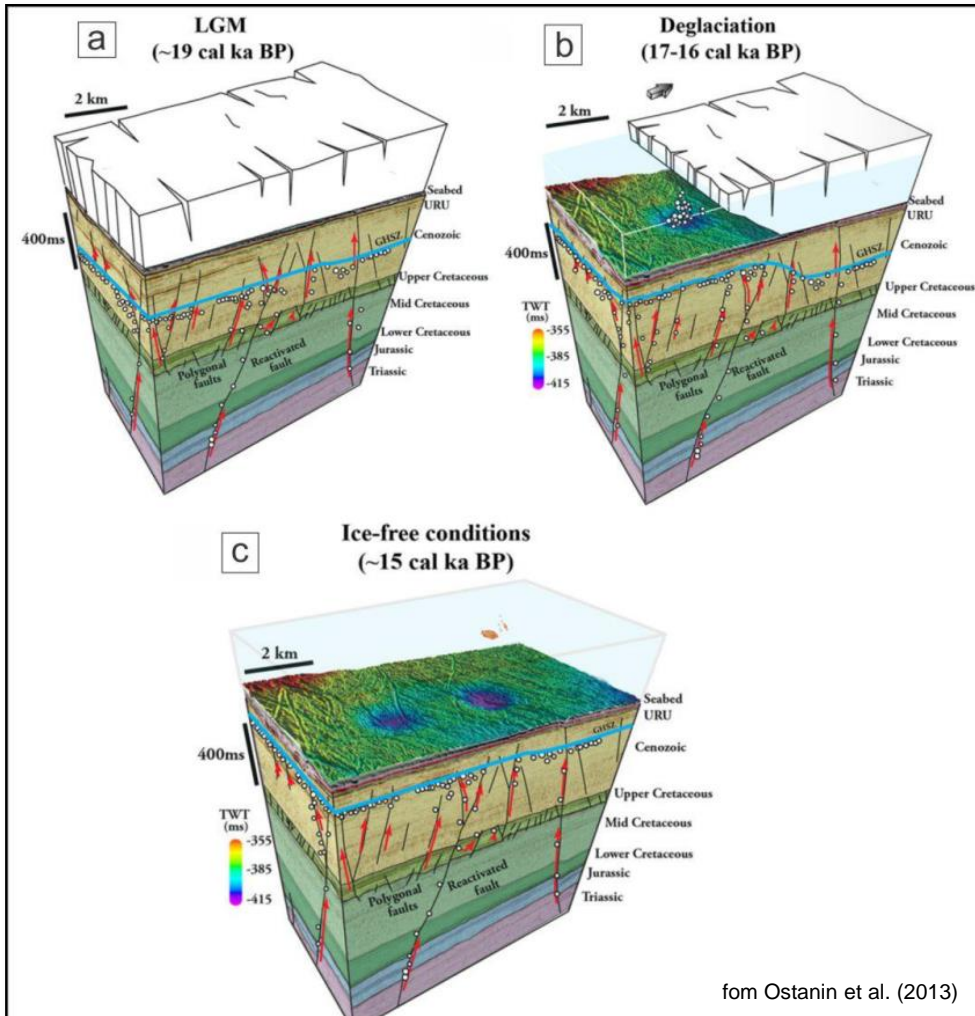 a
LGM
(~19 cal ka BP)
2 km
400ms
Seabed
URU
Cenozoic
GHSZ
Upper Cretaceous
Mid Cretaceous
Lower Cretaceous
Jurassic
Triassic
Polygonal
faults
Reactivated
fault
b
Deglaciation
(17-16 cal ka BP)
2 km
400ms
Seabed
URU
Cenozoic
GHSZ
Upper Cretaceous
Mid Cretaceous
Lower Cretaceous
Jurassic
Triassic
TWT
(ms)
-355
-385
-415
Polygonal
faults
Reactivated
fault
c
Ice-free conditions
(~15 cal ka BP)
2 km
400ms
Seabed
URU
GHSZ
Cenozoic
Upper Cretaceous
Mid Cretaceous
Lower Cretaceous
Jurassic
Triassic
TWT
(ms)
-355
-385
-415
Polygonal
faults
Reactivated
fault
fom Ostanin et al. (2013)